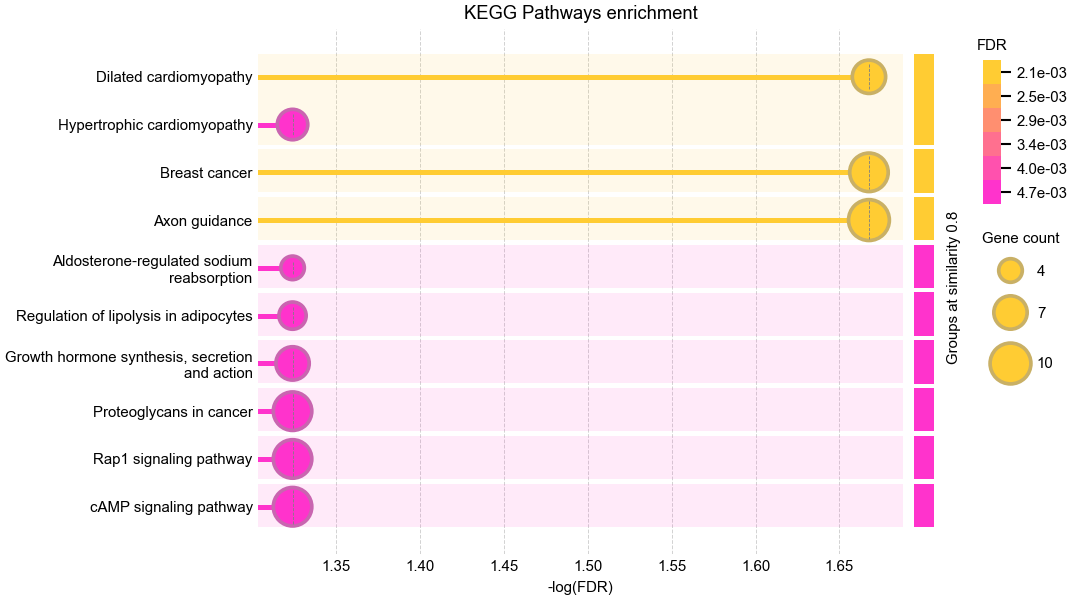 KEGG Pathways enrichment
Dilated cardiomyopathy
Hypertrophic cardiomyopathy
Breast cancer
Axon guidance
Aldosterone-regulated sodium
reabsorption
Regulation of lipolysis in adipocytes
Growth hormone synthesis, secretion
and action
Proteoglycans in cancer
Rap1 signaling pathway
cAMP signaling pathway
1.35 1.40 1.45 1.50 1.55 1.60 1.65
-log(FDR)
Groups at similarity 0.8
FDR
2.1e-03
2.5e-03
2.9e-03
3.4e-03
4.0e-03
4.7e-03
Gene count
4
7
10